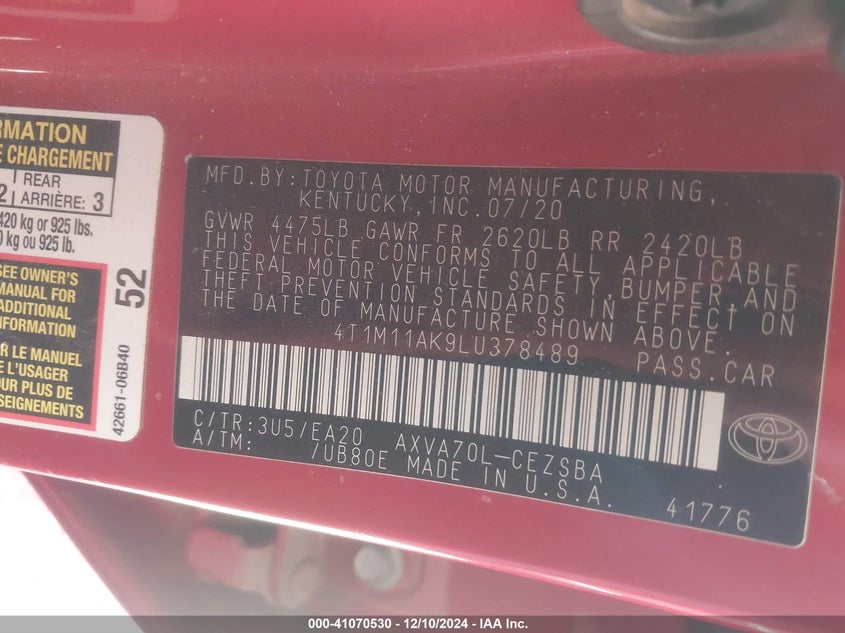 RMATION
E CHARGEMENT
REAR
2 ARRIÈRE: 3
420 kg or 925 lbs.
0 kg ou 925 lb.
SEE OWNER'S
MANUAL FOR
ADDITIONAL
INFORMATION
R LE MANUEL
E L'USAGER
OUR PLUS DE
SEIGNEMENTS
52
42661-06B40
MFD.BY:TOYOTA MOTOR MANUFACTURING,
KENTUCKY,INC.07/20
GVWR 4475LB GAWR FR 2620LB RR 2420LB
THIS VEHICLE CONFORMS TO ALL APPLICABLE
FEDERAL MOTOR VEHICLE SAFETY,BUMPER AND
THEFT PREVENTION STANDARDS IN EFFECT ON
THE DATE OF MANUFACTURE SHOWN ABOVE.
4T1M11AK9LU378489 PASS.CAR
C/TR:3U5/EA20 AXVA70L-CEZSBA
A/TM: /UB80E MADE IN U.S.A.
41776
000-41070530 - 12/10/2024 - IAA Inc.